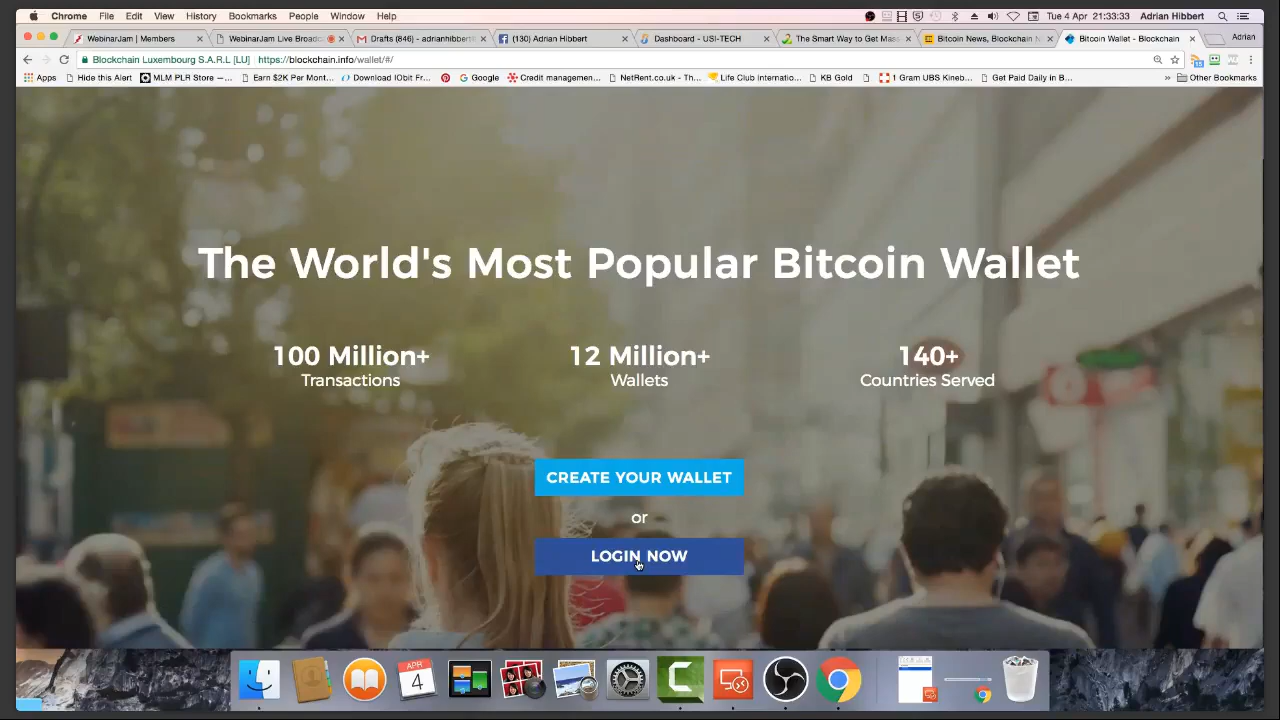 Chrome File Edit View History Bookmarks People Window Help Tue 4 Apr 21:33:33 Adrian Hibbert
WebinarJam | Members WebinarJam Live Broadc Drafts (846) - adrianhibbert (130) Adrian Hibbert Dashboard - USI-TECH The Smart Way to Get Mas Bitcoin News, Blockchain N Bitcoin Wallet - Blockchain Adrian
Blockchain Luxembourg S.A.R.L [LU] https://blockchain.info/wallet/#/
Apps Hide this Alert MLM PLR Store - ... Earn $2K Per Mont... Download IObit Fr... Google Credit managemen... NetRent.co.uk - Th... Life Club Internatio... KB Gold 1 Gram UBS Kineb... Get Paid Daily in B... » Other Bookmarks
The World's Most Popular Bitcoin Wallet
100 Million+ 12 Million+ 140+
Transactions Wallets Countries Served
CREATE YOUR WALLET
or
LOGIN NOW
APR
4